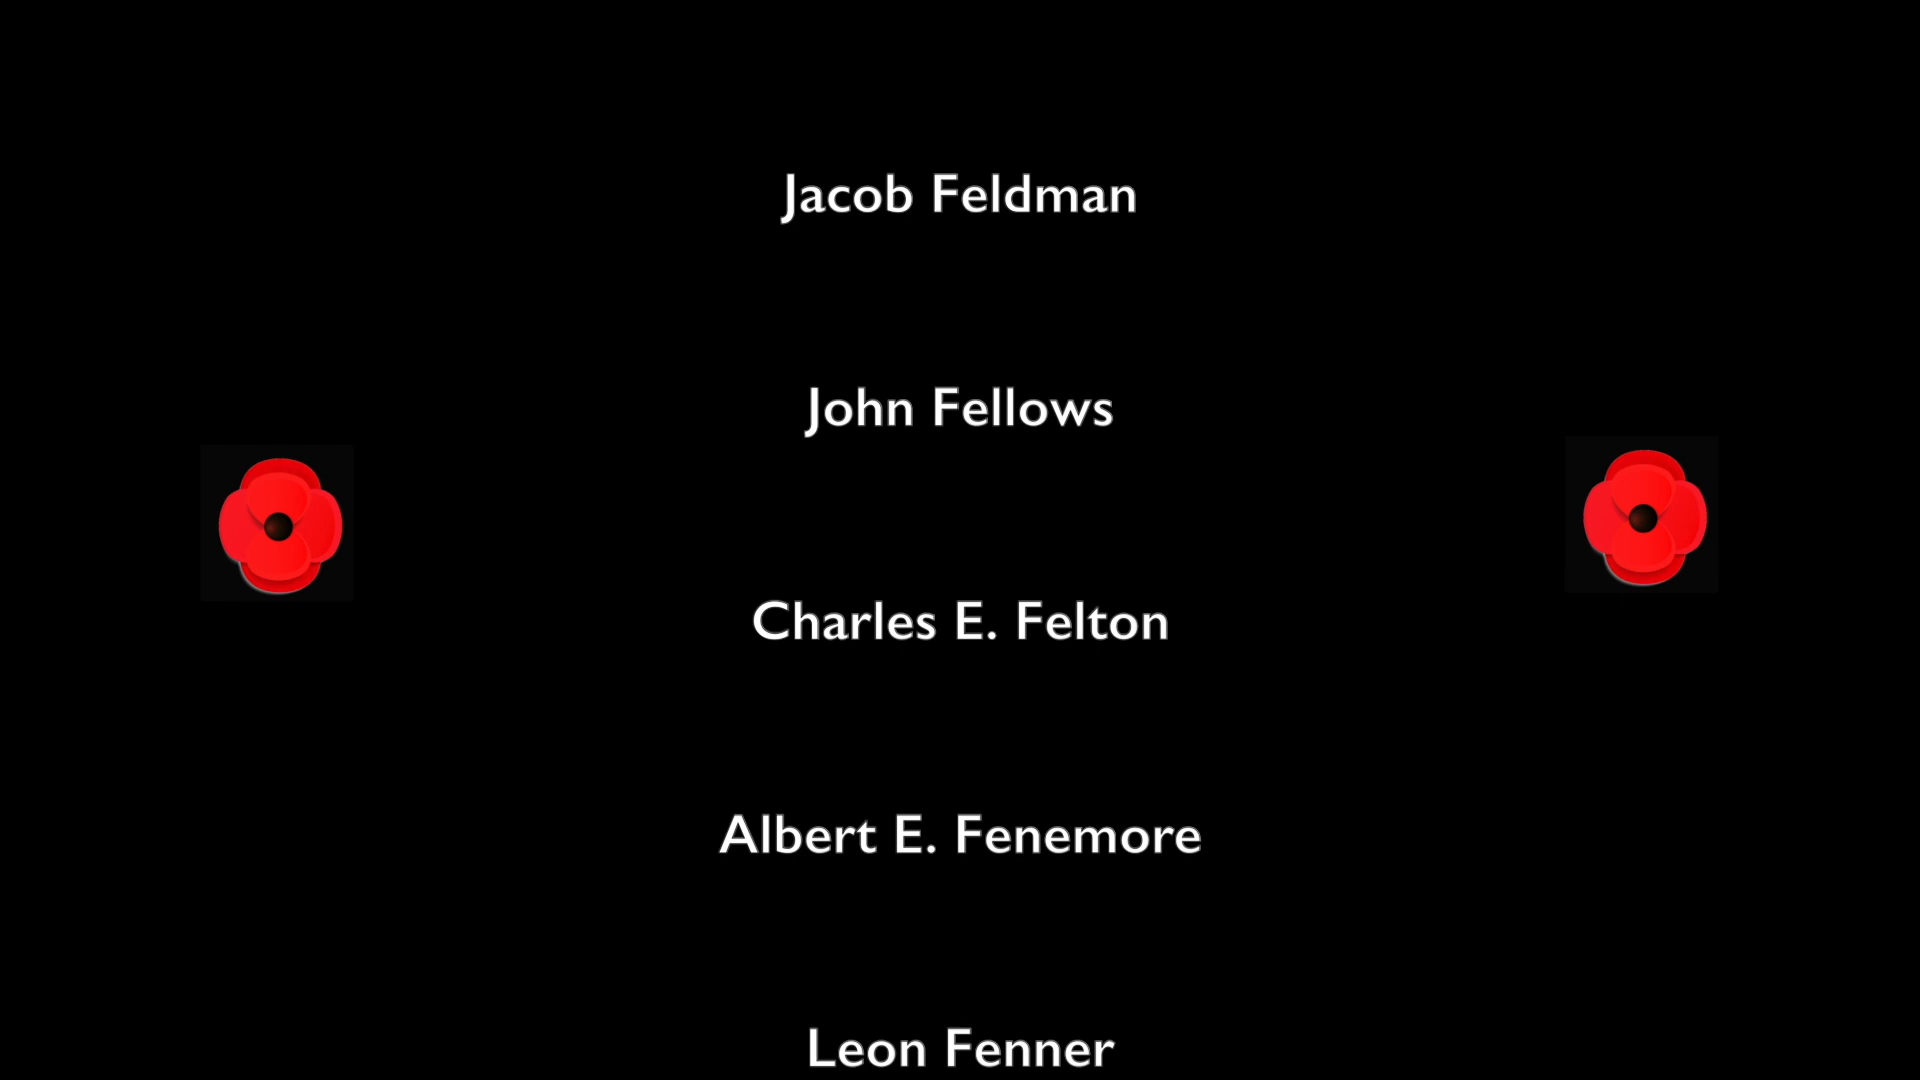 Jacob Feldman
John Fellows
Charles E. Felton
Albert E. Fenemore
Leon Fenner